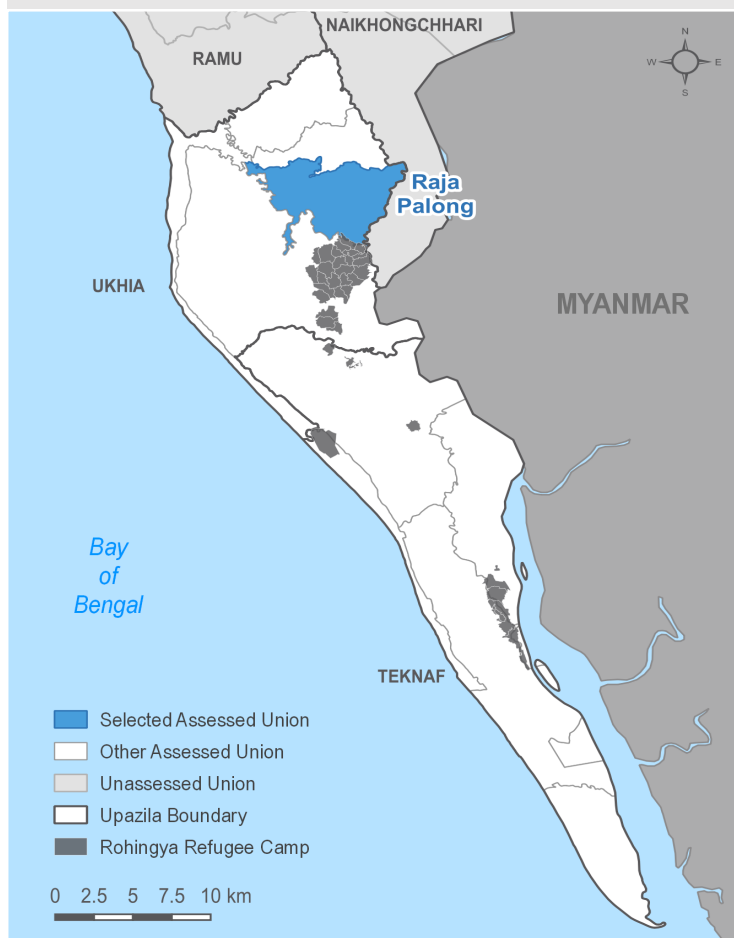 NAIKHONGCHHARI
RAMU
N
W
E
S
Raja
Palong
UKHIA
MYANMAR
Bay
of
Bengal
TEKNAF
Selected Assessed Union
Other Assessed Union
Unassessed Union
Upazila Boundary
Rohingya Refugee Camp
0 2.5 5 7.5 10 km